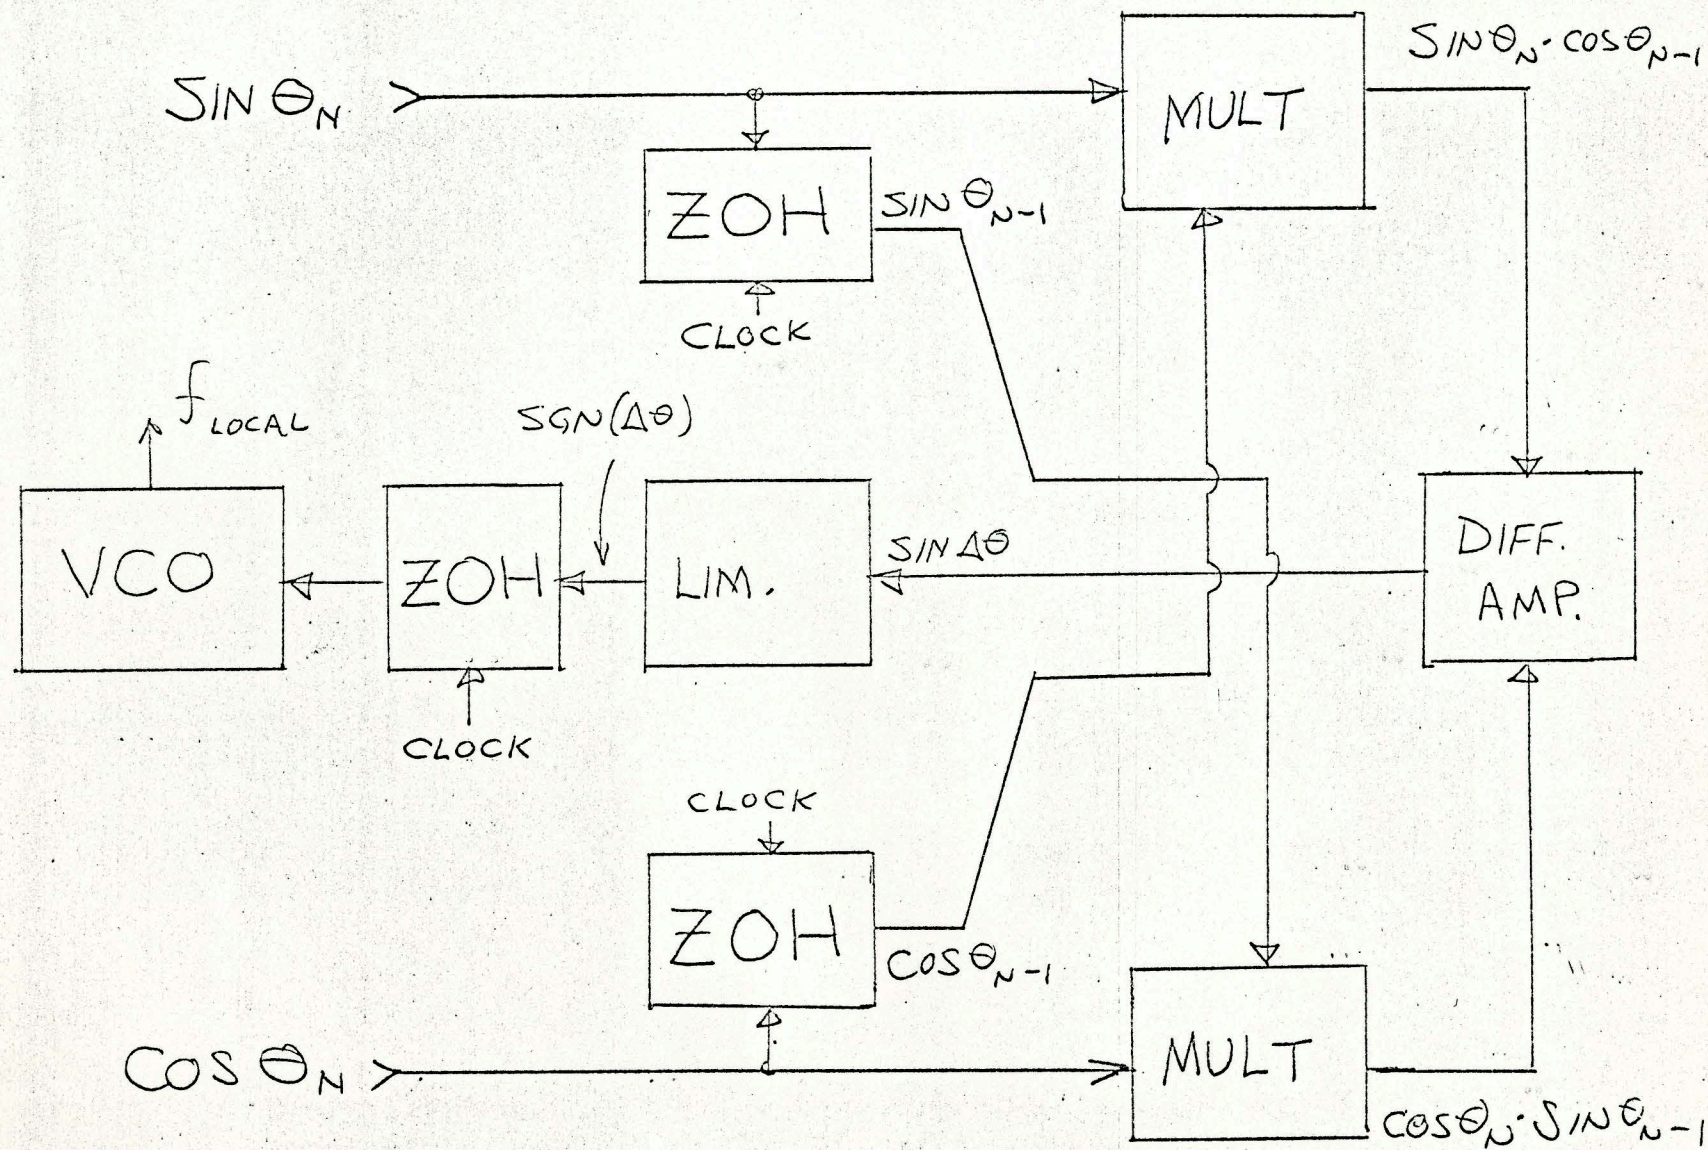 SIN θN · COS θN-1
SIN θN
MULT
ZOH
SIN θN-1
CLOCK
fLOCAL
SGN(Δθ)
VCO
ZOH
LIM.
SIN Δθ
DIFF.
AMP.
CLOCK
CLOCK
ZOH
COS θN-1
COS θN
MULT
COS θN · SIN θN-1